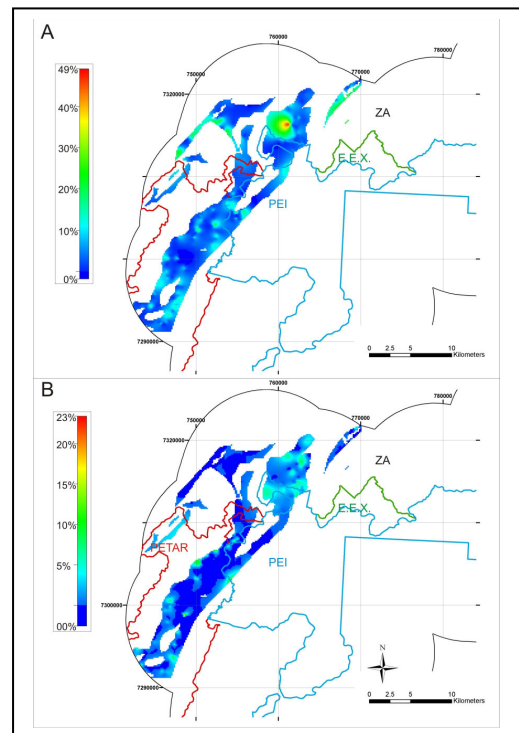 A
750000
760000
770000
780000
7320000
7290000
49%
40%
30%
20%
10%
0%
ZA
E.E.X.
PEI
0 2.5 5 10
Kilometers
B
750000
760000
770000
780000
7320000
7300000
7290000
23%
20%
15%
10%
5%
00%
ZA
E.E.X.
PETAR
PEI
N
0 2.5 5 10
Kilometers